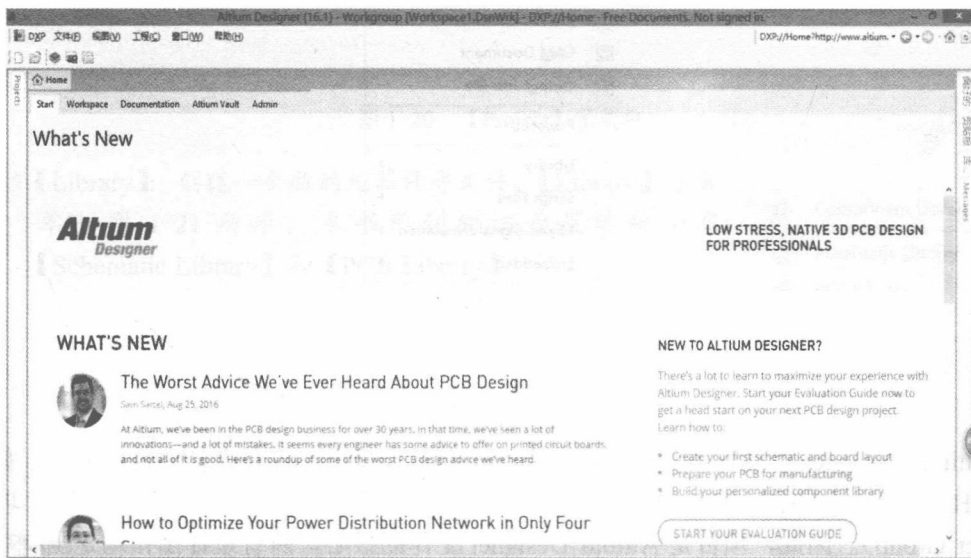 Altium Designer (16.1) - Workgroup [Workspace1.DsnWrk] - DXP://Home - Free Documents. Not signed in.
DXP 文件(F) 视图(V) 工程(C) 窗口(W) 帮助(H) DXP://Home?http://www.altium.
Projects
Home
Start Workspace Documentation Altium Vault Admin
What's New
Messages
Altium
Designer
LOW STRESS, NATIVE 3D PCB DESIGN
FOR PROFESSIONALS
WHAT'S NEW
The Worst Advice We've Ever Heard About PCB Design
Aug 25, 2016
At Altium, we've been in the PCB design business for over 30 years. In that time, we've seen a lot of
innovations—and a lot of mistakes. It seems every engineer has some advice to offer on printed circuit boards,
and not all of it is good. Here's a roundup of some of the worst PCB design advice we've heard.
How to Optimize Your Power Distribution Network in Only Four
NEW TO ALTIUM DESIGNER?
There's a lot to learn to maximize your experience with
Altium Designer. Start your Evaluation Guide now to
get a head start on your next PCB design project.
Learn how to:
• Create your first schematic and board layout
• Prepare your PCB for manufacturing
• Build your personalized component library
START YOUR EVALUATION GUIDE